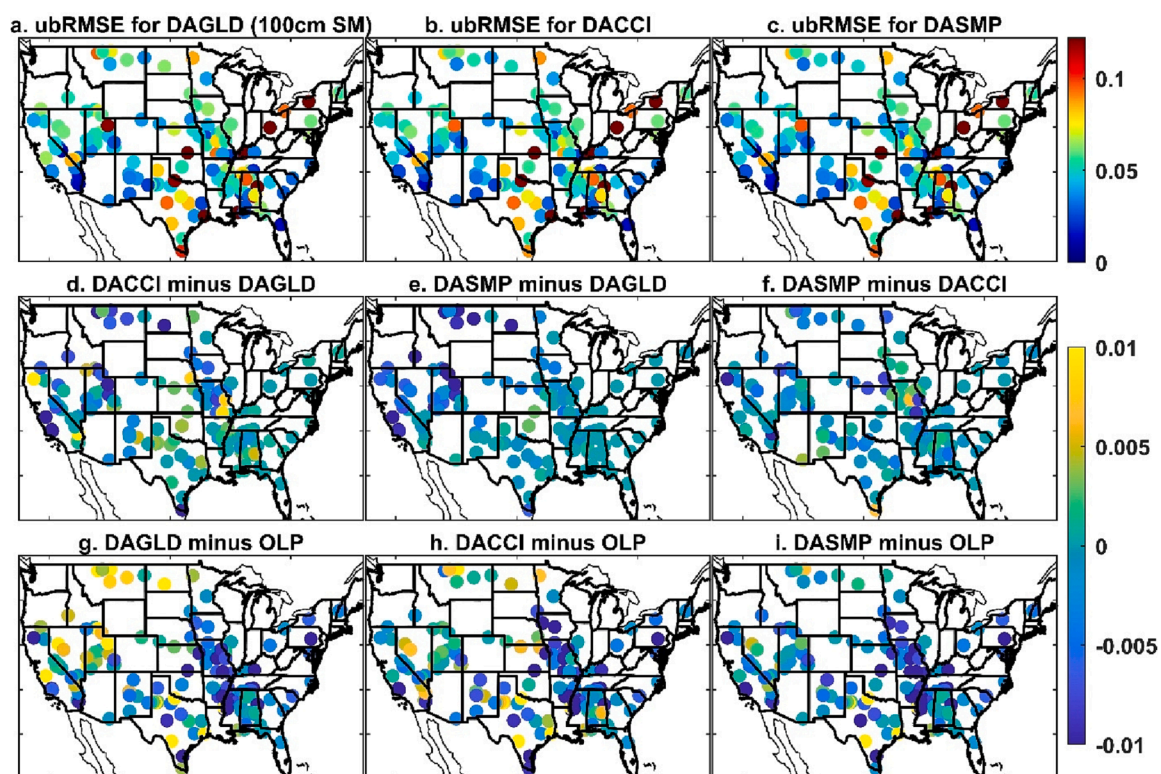 a. ubRMSE for DAGLD (100cm SM)
b. ubRMSE for DACCI
c. ubRMSE for DASMP
0.1
0.05
0
d. DACCI minus DAGLD
e. DASMP minus DAGLD
f. DASMP minus DACCI
0.01
0.005
0
-0.005
-0.01
g. DAGLD minus OLP
h. DACCI minus OLP
i. DASMP minus OLP